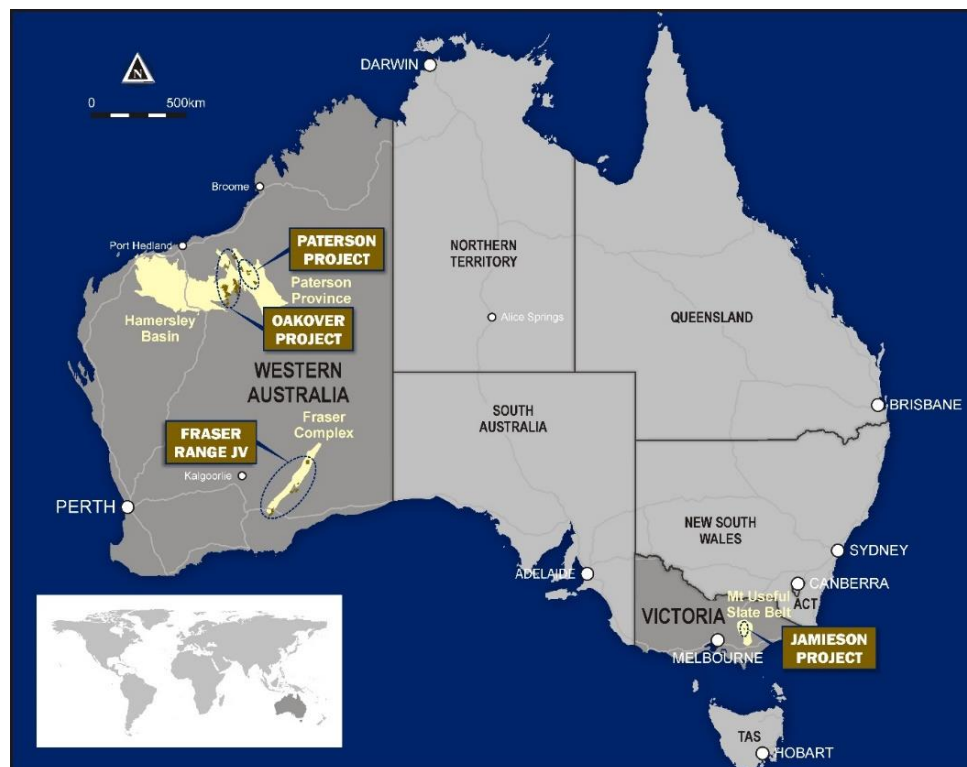 DARWIN
N
0 500km
Broome
Port Hedland
PATERSON
PROJECT
NORTHERN
TERRITORY
Paterson
Province
Hamersley
Basin
OAKOVER
PROJECT
Alice Springs
QUEENSLAND
WESTERN
AUSTRALIA
SOUTH
AUSTRALIA
BRISBANE
Fraser
Complex
FRASER
RANGE JV
Kalgoorlie
PERTH
NEW SOUTH
WALES
SYDNEY
ADELAIDE
CANBERRA
Mt Useful
Slate Belt
ACT
VICTORIA
MELBOURNE
JAMIESON
PROJECT
TAS
HOBART